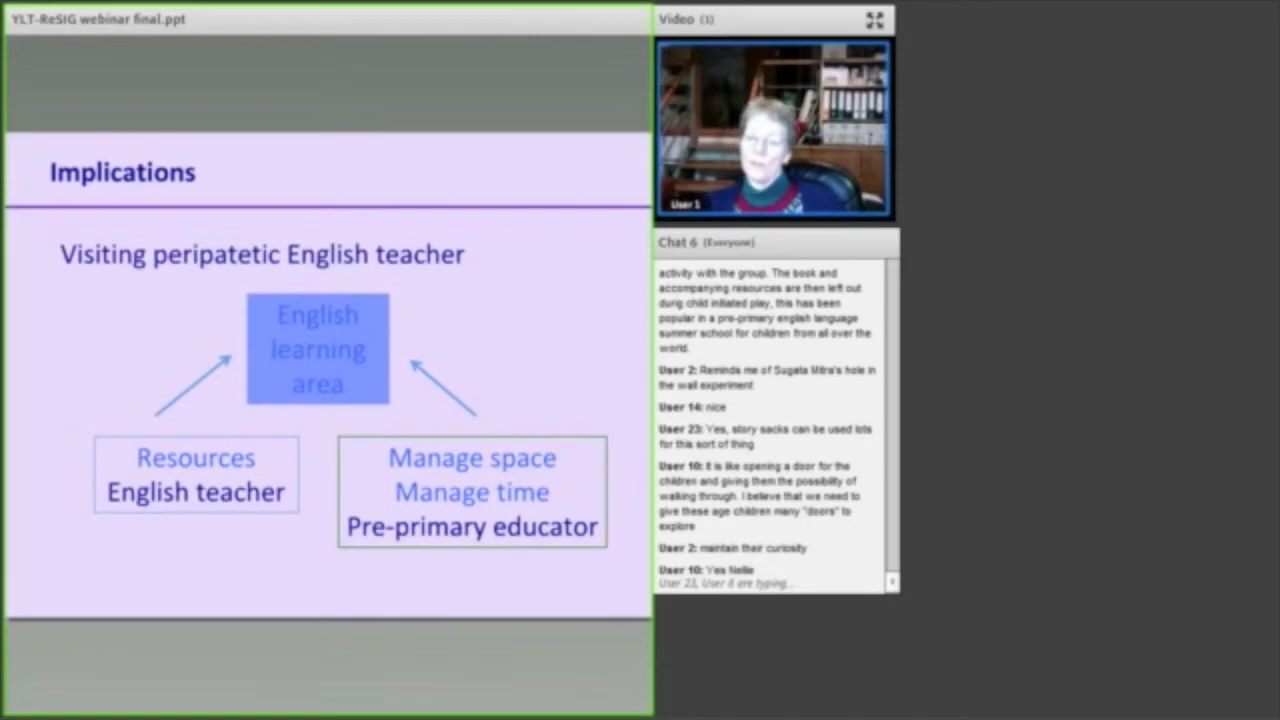 YLT-ReSIG webinar final.ppt
Implications
Visiting peripatetic English teacher
English
learning
area
Resources
English teacher
Manage space
Manage time
Pre-primary educator
Video (1)
User 1
Chat 6 (Everyone)
activity with the group. The book and
accompanying resources are then left out
durig child initiated play, this has been
popular in a pre-primary english language
summer school for children from all over the
world.
User 2: Reminds me of Sugata Mitra's hole in
the wall experiment
User 14: nice
User 23: Yes, story sacks can be used lots
for this sort of thing
User 10: It is like opening a door for the
children and giving them the possibility of
walking through. I believe that we need to
give these age children many "doors" to
explore
User 2: maintain their curiosity
User 10: Yes Nellie
User 23, User 8 are typing...